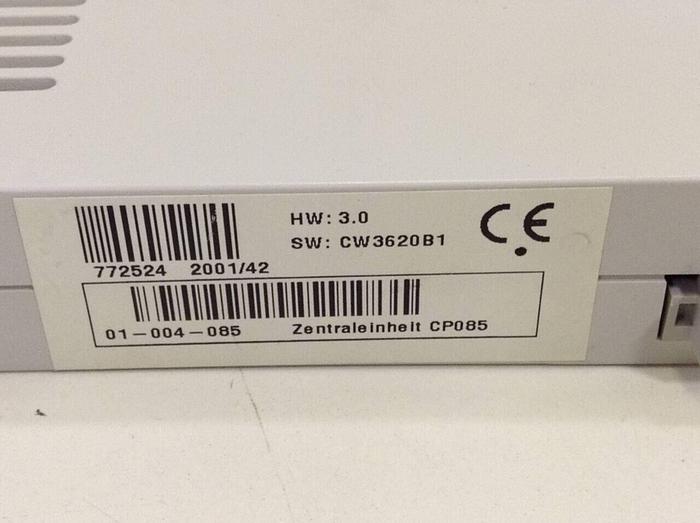 HW: 3.0
SW: CW3620B1
CE
772524 2001/42
01-004-085 Zentraleinheit CP085